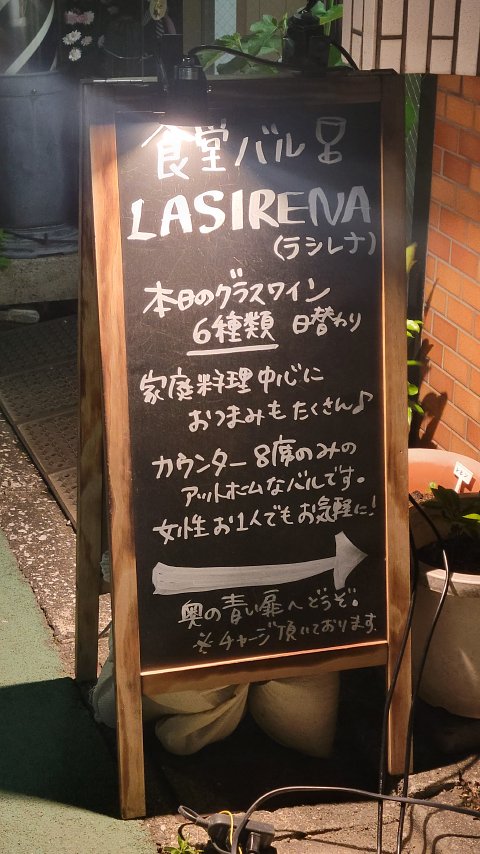 食堂バル
LASIRENA
(ラシレナ)
本日のグラスワイン
6種類 日替わり
家庭料理中心に
おつまみもたくさん♪
カウンター8席のみの
アットホームなバルです。
女性お1人でもお気軽に!
奥の青い扉へどうぞ。
※チャージ頂いております。